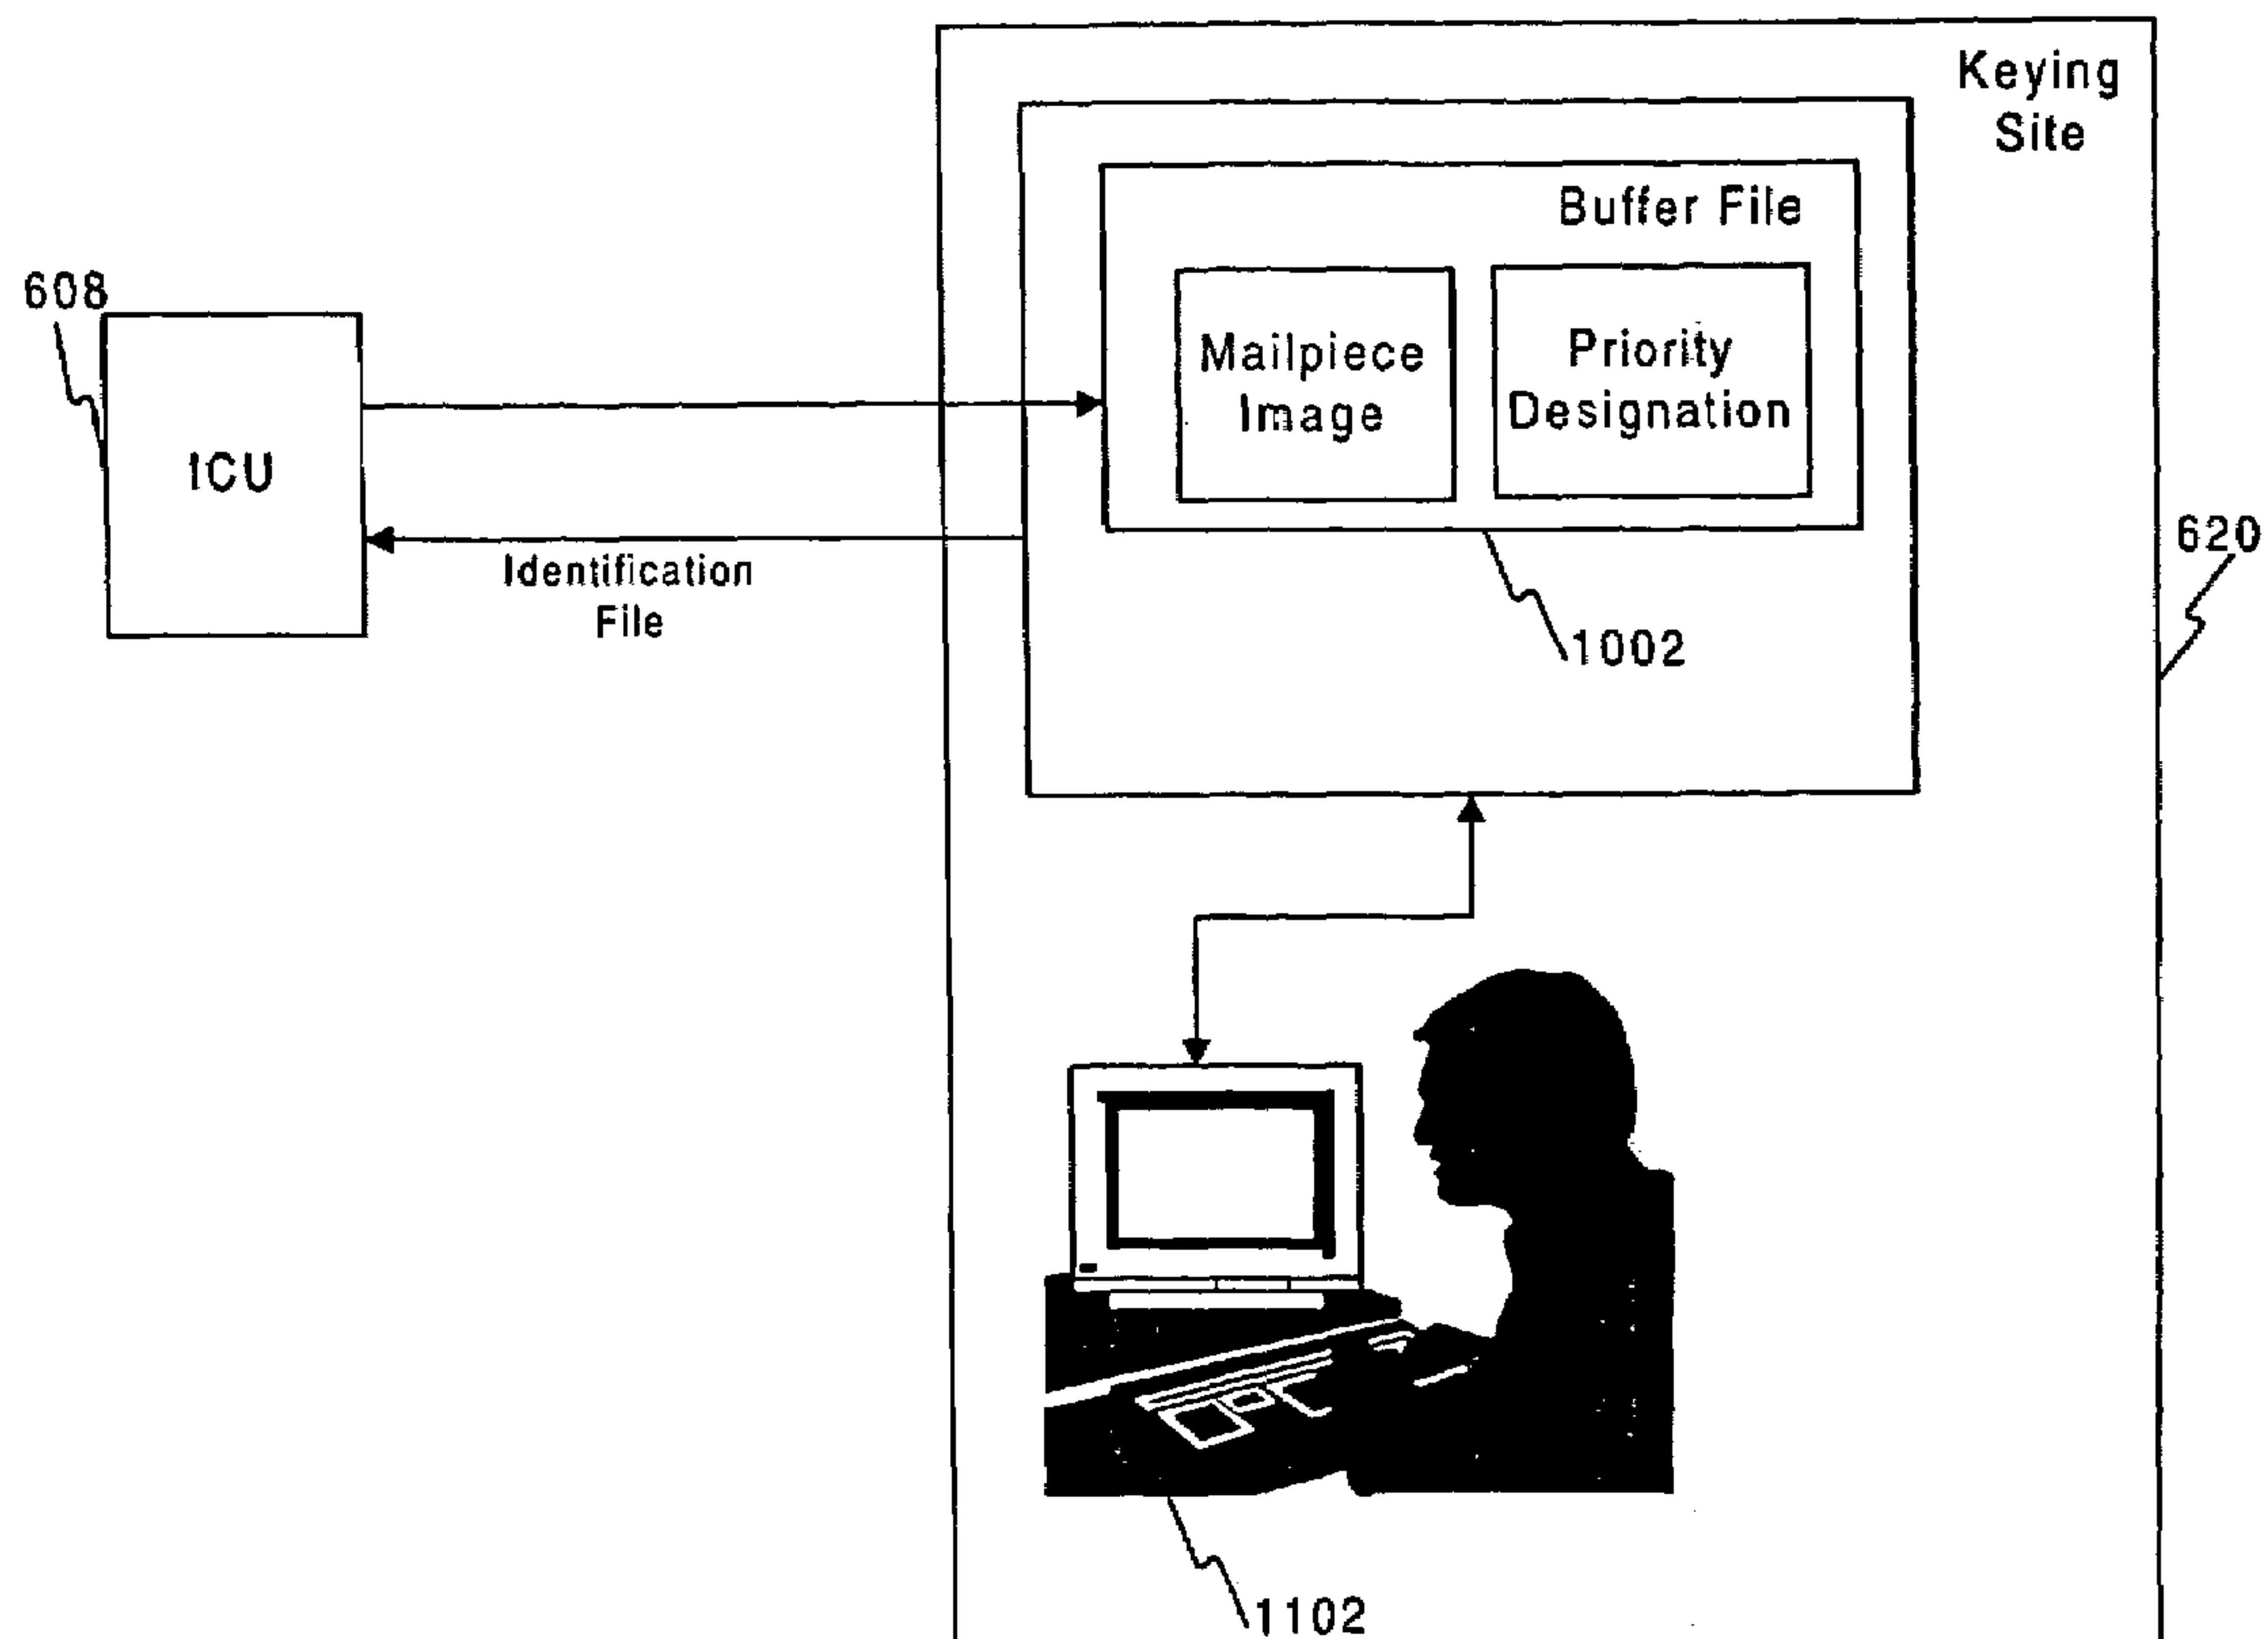 Keying
Site
Buffer File
608
Mailpiece
Image
Priority
Designation
ICU
620
Identification
File
1002
1102